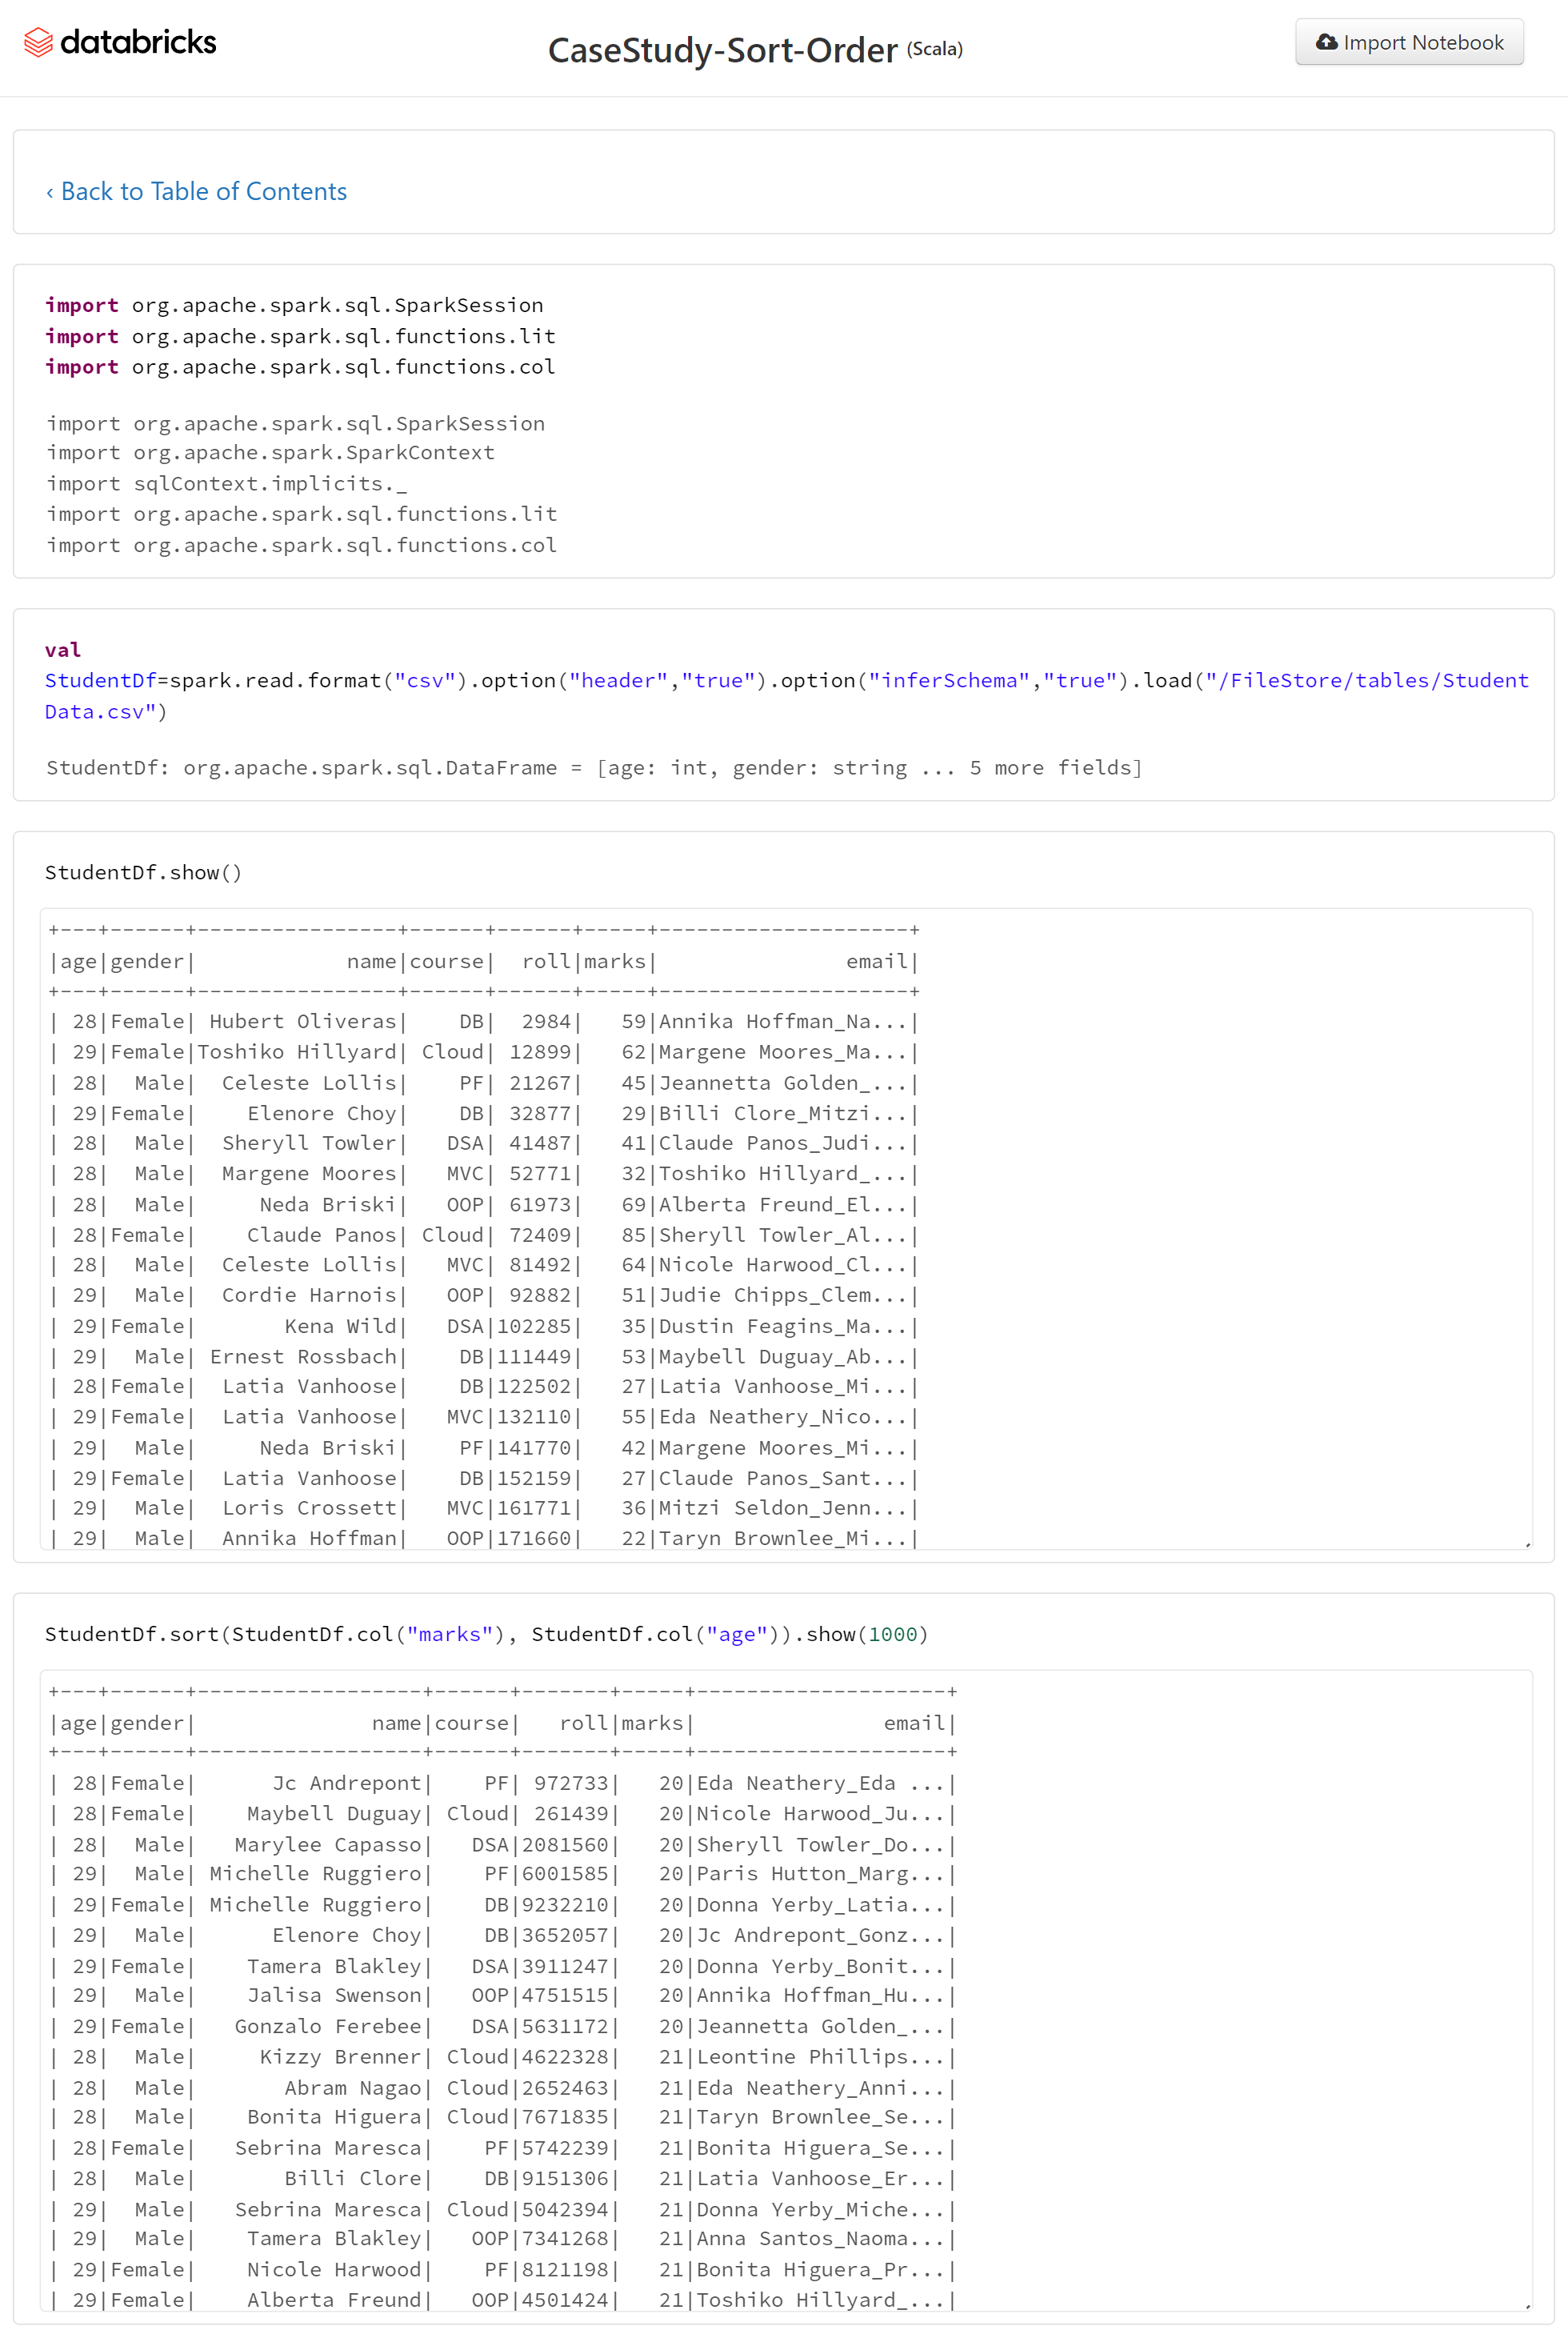 databricks
CaseStudy-Sort-Order (Scala)
Import Notebook
‹ Back to Table of Contents
import org.apache.spark.sql.SparkSession
import org.apache.spark.sql.functions.lit
import org.apache.spark.sql.functions.col
import org.apache.spark.sql.SparkSession
import org.apache.spark.SparkContext
import sqlContext.implicits._
import org.apache.spark.sql.functions.lit
import org.apache.spark.sql.functions.col
val
StudentDf=spark.read.format("csv").option("header","true").option("inferSchema","true").load("/FileStore/tables/Student
Data.csv")
StudentDf: org.apache.spark.sql.DataFrame = [age: int, gender: string ... 5 more fields]
StudentDf.show()
+---+------+----------------+------+------+-----+--------------------+
|age|gender|            name|course|  roll|marks|               email|
+---+------+----------------+------+------+-----+--------------------+
| 28|Female| Hubert Oliveras|    DB|  2984|   59|Annika Hoffman_Na...|
| 29|Female|Toshiko Hillyard| Cloud| 12899|   62|Margene Moores_Ma...|
| 28|  Male|  Celeste Lollis|    PF| 21267|   45|Jeannetta Golden_...|
| 29|Female|    Elenore Choy|    DB| 32877|   29|Billi Clore_Mitzi...|
| 28|  Male|  Sheryll Towler|   DSA| 41487|   41|Claude Panos_Judi...|
| 28|  Male|  Margene Moores|   MVC| 52771|   32|Toshiko Hillyard_...|
| 28|  Male|     Neda Briski|   OOP| 61973|   69|Alberta Freund_El...|
| 28|Female|    Claude Panos| Cloud| 72409|   85|Sheryll Towler_Al...|
| 28|  Male|  Celeste Lollis|   MVC| 81492|   64|Nicole Harwood_Cl...|
| 29|  Male|  Cordie Harnois|   OOP| 92882|   51|Judie Chipps_Clem...|
| 29|Female|       Kena Wild|   DSA|102285|   35|Dustin Feagins_Ma...|
| 29|  Male| Ernest Rossbach|    DB|111449|   53|Maybell Duguay_Ab...|
| 28|Female|  Latia Vanhoose|    DB|122502|   27|Latia Vanhoose_Mi...|
| 29|Female|  Latia Vanhoose|   MVC|132110|   55|Eda Neathery_Nico...|
| 29|  Male|     Neda Briski|    PF|141770|   42|Margene Moores_Mi...|
| 29|Female|  Latia Vanhoose|    DB|152159|   27|Claude Panos_Sant...|
| 29|  Male|  Loris Crossett|   MVC|161771|   36|Mitzi Seldon_Jenn...|
| 29|  Male|  Annika Hoffman|   OOP|171660|   22|Taryn Brownlee_Mi...|
StudentDf.sort(StudentDf.col("marks"), StudentDf.col("age")).show(1000)
+---+------+------------------+------+-------+-----+--------------------+
|age|gender|              name|course|   roll|marks|               email|
+---+------+------------------+------+-------+-----+--------------------+
| 28|Female|      Jc Andrepont|    PF| 972733|   20|Eda Neathery_Eda ...|
| 28|Female|    Maybell Duguay| Cloud| 261439|   20|Nicole Harwood_Ju...|
| 28|  Male|   Marylee Capasso|   DSA|2081560|   20|Sheryll Towler_Do...|
| 29|  Male| Michelle Ruggiero|    PF|6001585|   20|Paris Hutton_Marg...|
| 29|Female| Michelle Ruggiero|    DB|9232210|   20|Donna Yerby_Latia...|
| 29|  Male|      Elenore Choy|    DB|3652057|   20|Jc Andrepont_Gonz...|
| 29|Female|    Tamera Blakley|   DSA|3911247|   20|Donna Yerby_Bonit...|
| 29|  Male|    Jalisa Swenson|   OOP|4751515|   20|Annika Hoffman_Hu...|
| 29|Female|   Gonzalo Ferebee|   DSA|5631172|   20|Jeannetta Golden_...|
| 28|  Male|     Kizzy Brenner| Cloud|4622328|   21|Leontine Phillips...|
| 28|  Male|       Abram Nagao| Cloud|2652463|   21|Eda Neathery_Anni...|
| 28|  Male|    Bonita Higuera| Cloud|7671835|   21|Taryn Brownlee_Se...|
| 28|Female|   Sebrina Maresca|    PF|5742239|   21|Bonita Higuera_Se...|
| 28|  Male|       Billi Clore|    DB|9151306|   21|Latia Vanhoose_Er...|
| 29|  Male|   Sebrina Maresca| Cloud|5042394|   21|Donna Yerby_Miche...|
| 29|  Male|    Tamera Blakley|   OOP|7341268|   21|Anna Santos_Naoma...|
| 29|Female|    Nicole Harwood|    PF|8121198|   21|Bonita Higuera_Pr...|
| 29|Female|    Alberta Freund|   OOP|4501424|   21|Toshiko Hillyard_...|